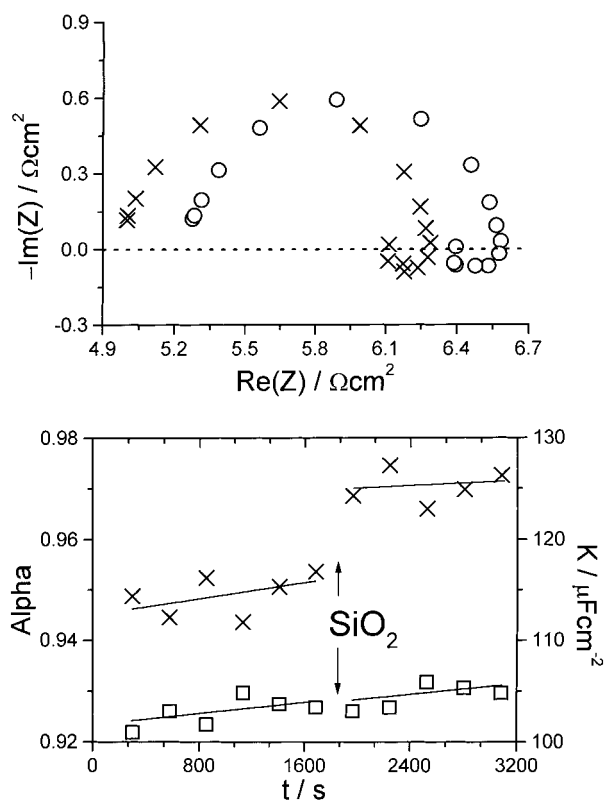 0.9
0.6
0.3
0.0
-0.3
–Im(Z) / Ωcm²
4.9 5.2 5.5 5.8 6.1 6.4 6.7
Re(Z) / Ωcm²
0.98
0.96
0.94
0.92
Alpha
130
120
110
100
K / μFcm⁻²
SiO₂
0 800 1600 2400 3200
t / s